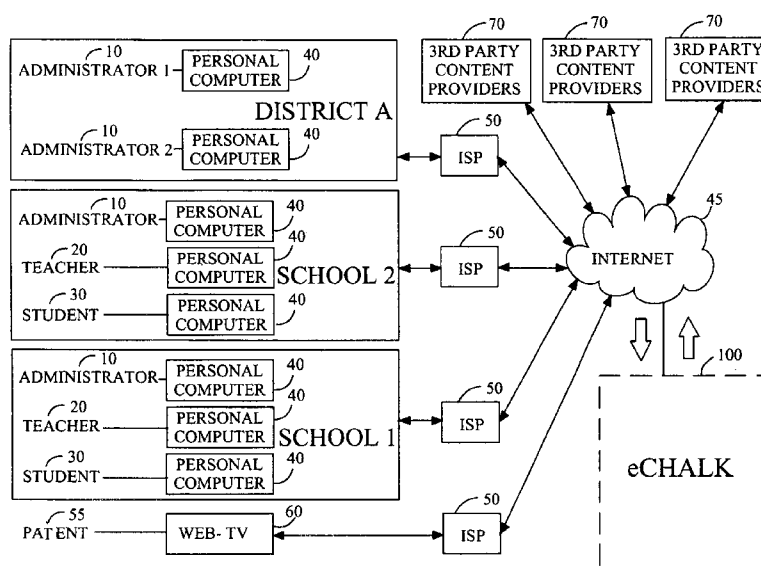 10
ADMINISTRATOR 1
PERSONAL
COMPUTER
40
DISTRICT A
10
ADMINISTRATOR 2
PERSONAL
COMPUTER
40
50
ISP
70
3RD PARTY
CONTENT
PROVIDERS
70
3RD PARTY
CONTENT
PROVIDERS
70
3RD PARTY
CONTENT
PROVIDERS
10
ADMINISTRATOR
PERSONAL
COMPUTER
40
20
TEACHER
PERSONAL
COMPUTER
40
SCHOOL 2
30
STUDENT
PERSONAL
COMPUTER
40
50
ISP
45
INTERNET
10
ADMINISTRATOR
PERSONAL
COMPUTER
40
20
TEACHER
PERSONAL
COMPUTER
40
SCHOOL 1
30
STUDENT
PERSONAL
COMPUTER
40
50
ISP
100
eCHALK
55
PATENT
WEB- TV
60
50
ISP